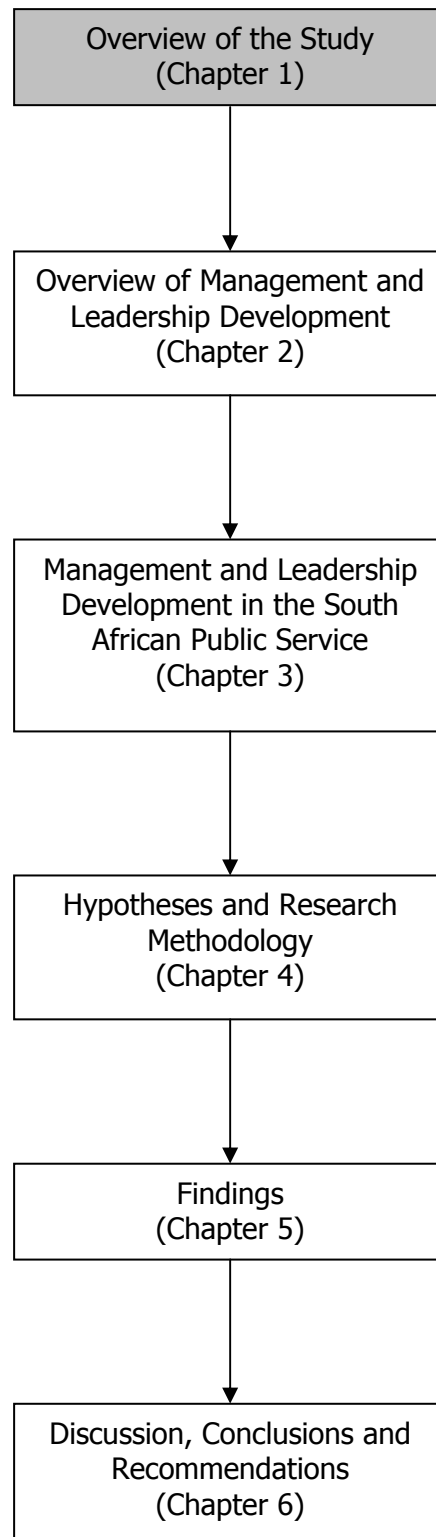 Overview of the Study
(Chapter 1)
Overview of Management and
Leadership Development
(Chapter 2)
Management and Leadership
Development in the South
African Public Service
(Chapter 3)
Hypotheses and Research
Methodology
(Chapter 4)
Findings
(Chapter 5)
Discussion, Conclusions and
Recommendations
(Chapter 6)